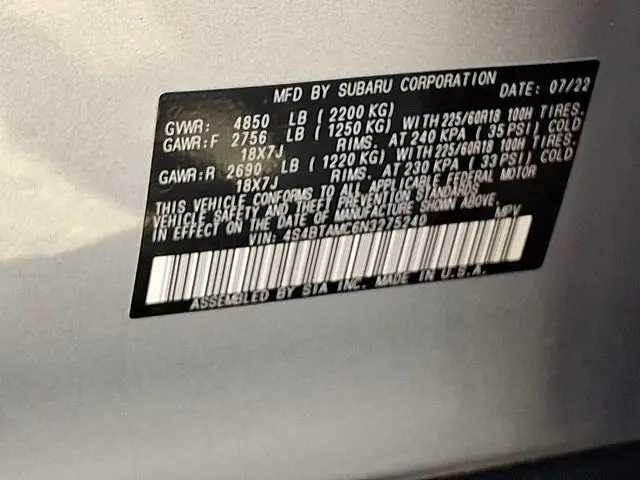 MFD BY SUBARU CORPORATION DATE: 07/22
GVWR: 4850 LB ( 2200 KG)
GAWR:F 2756 LB ( 1250 KG) WITH 225/60R18 100H TIRES,
18X7J RIMS, AT 240 KPA ( 35 PSI) COLD
GAWR:R 2690 LB ( 1220 KG) WITH 225/60R18 100H TIRES,
18X7J RIMS, AT 230 KPA ( 33 PSI) COLD
THIS VEHICLE CONFORMS TO ALL APPLICABLE FEDERAL MOTOR
VEHICLE SAFETY AND THEFT PREVENTION STANDARDS
IN EFFECT ON THE DATE OF MANUFACTURE SHOWN ABOVE.
VIN: 4S4BTAMC6N3275240 MPV
ASSEMBLED BY SIA INC. MADE IN U.S.A.